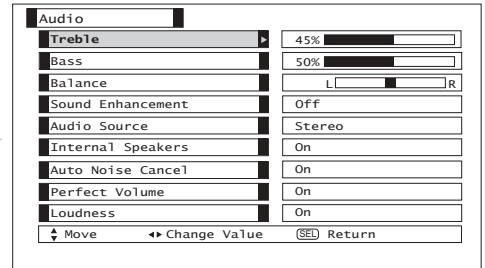 Audio
Treble 45%
Bass 50%
Balance L R
Sound Enhancement Off
Audio Source Stereo
Internal Speakers On
Auto Noise Cancel On
Perfect Volume On
Loudness On
Move Change Value SEL Return